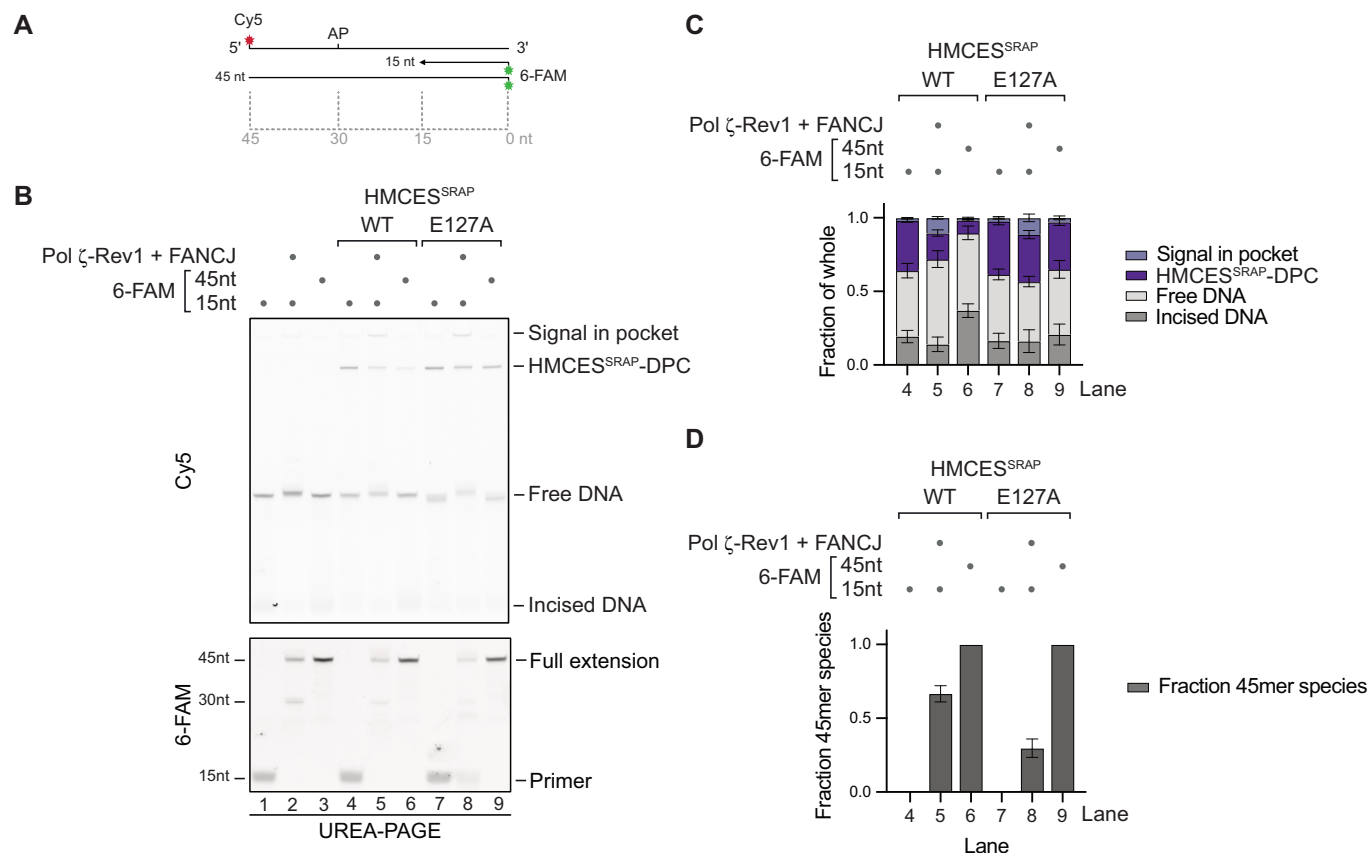 A
Cy5
AP
5'
3'
15 nt
45 nt
6-FAM
45
30
15
0 nt
B
HMCES^SRAP
WT
E127A
Pol ζ-Rev1 + FANCJ
6-FAM
45nt
15nt
Cy5
Signal in pocket
HMCES^SRAP-DPC
Free DNA
Incised DNA
6-FAM
45nt
30nt
15nt
Full extension
Primer
1 2 3 4 5 6 7 8 9
UREA-PAGE
C
HMCES^SRAP
WT
E127A
Pol ζ-Rev1 + FANCJ
6-FAM
45nt
15nt
Fraction of whole
1.0
0.5
0.0
4 5 6 7 8 9 Lane
Signal in pocket
HMCES^SRAP-DPC
Free DNA
Incised DNA
D
HMCES^SRAP
WT
E127A
Pol ζ-Rev1 + FANCJ
6-FAM
45nt
15nt
Fraction 45mer species
1.0
0.5
0.0
4 5 6 7 8 9 Lane
Lane
Fraction 45mer species